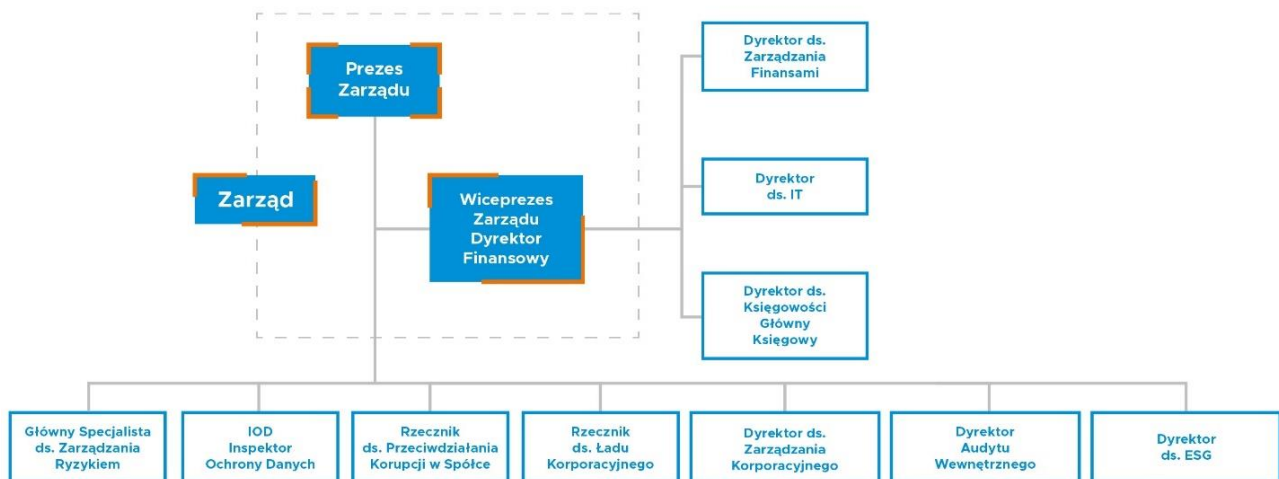 Prezes
Zarządu
Dyrektor ds.
Zarządzania
Finansami
Zarząd
Wiceprezes
Zarządu
Dyrektor
Finansowy
Dyrektor
ds. IT
Dyrektor ds.
Księgowości
Główny
Księgowy
Główny Specjalista
ds. Zarządzania
Ryzykiem
IOD
Inspektor
Ochrony Danych
Rzecznik
ds. Przeciwdziałania
Korupcji w Spółce
Rzecznik
ds. Ładu
Korporacyjnego
Dyrektor ds.
Zarządzania
Korporacyjnego
Dyrektor
Audytu
Wewnętrznego
Dyrektor
ds. ESG